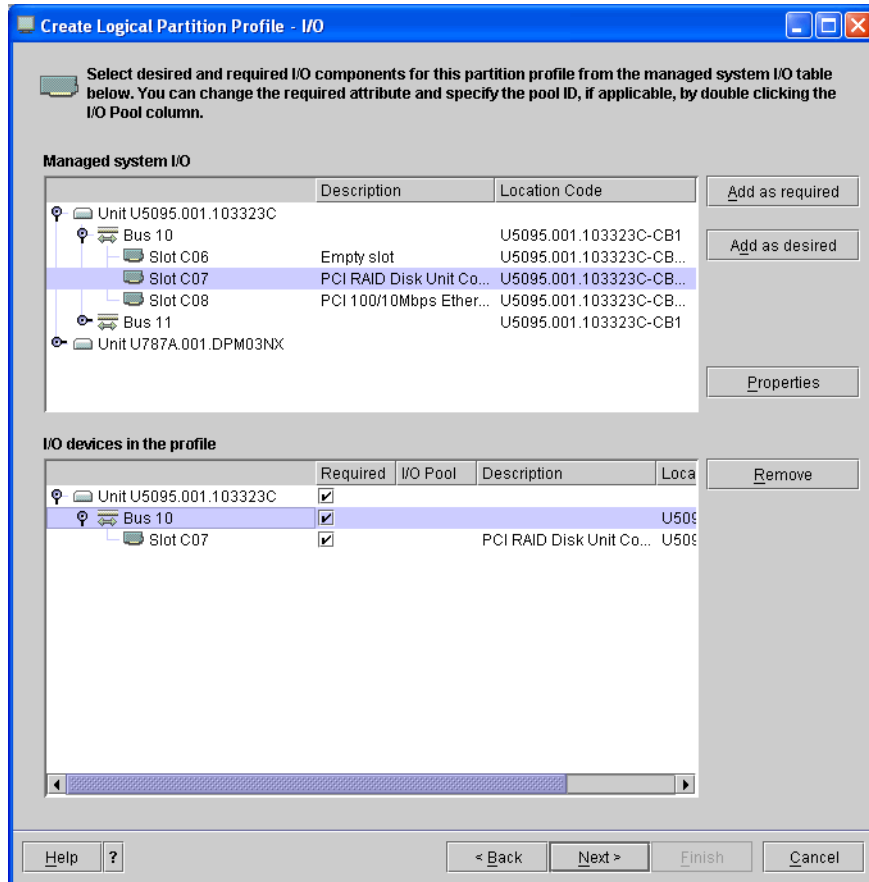 Create Logical Partition Profile - I/O
Select desired and required I/O components for this partition profile from the managed system I/O table
below. You can change the required attribute and specify the pool ID, if applicable, by double clicking the
I/O Pool column.
Managed system I/O
Description Location Code
Add as required
Unit U5095.001.103323C
Bus 10 U5095.001.103323C-CB1
Add as desired
Slot C06 Empty slot U5095.001.103323C-CB...
Slot C07 PCI RAID Disk Unit Co... U5095.001.103323C-CB...
Slot C08 PCI 100/10Mbps Ether... U5095.001.103323C-CB...
Bus 11 U5095.001.103323C-CB1
Unit U787A.001.DPM03NX
Properties
I/O devices in the profile
Required I/O Pool Description Loca
Remove
Unit U5095.001.103323C
Bus 10 U509
Slot C07 PCI RAID Disk Unit Co... U509
Help ? < Back Next > Finish Cancel